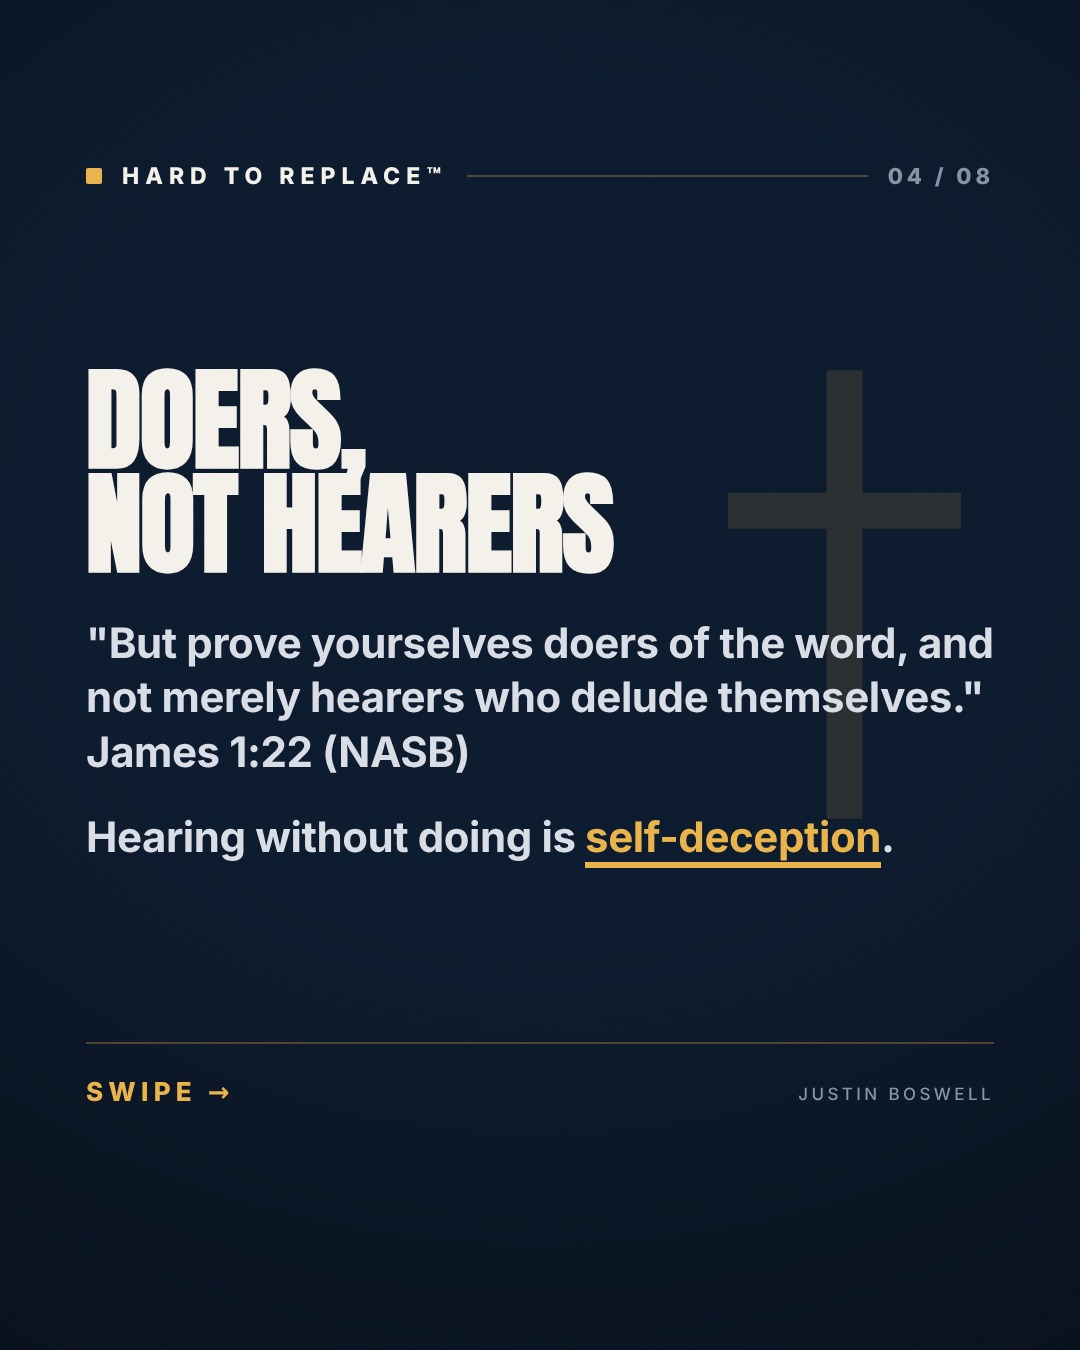 HARD TO REPLACE™ 04 / 08
DOERS,
NOT HEARERS
"But prove yourselves doers of the word, and
not merely hearers who delude themselves."
James 1:22 (NASB)
Hearing without doing is self-deception.
SWIPE → JUSTIN BOSWELL